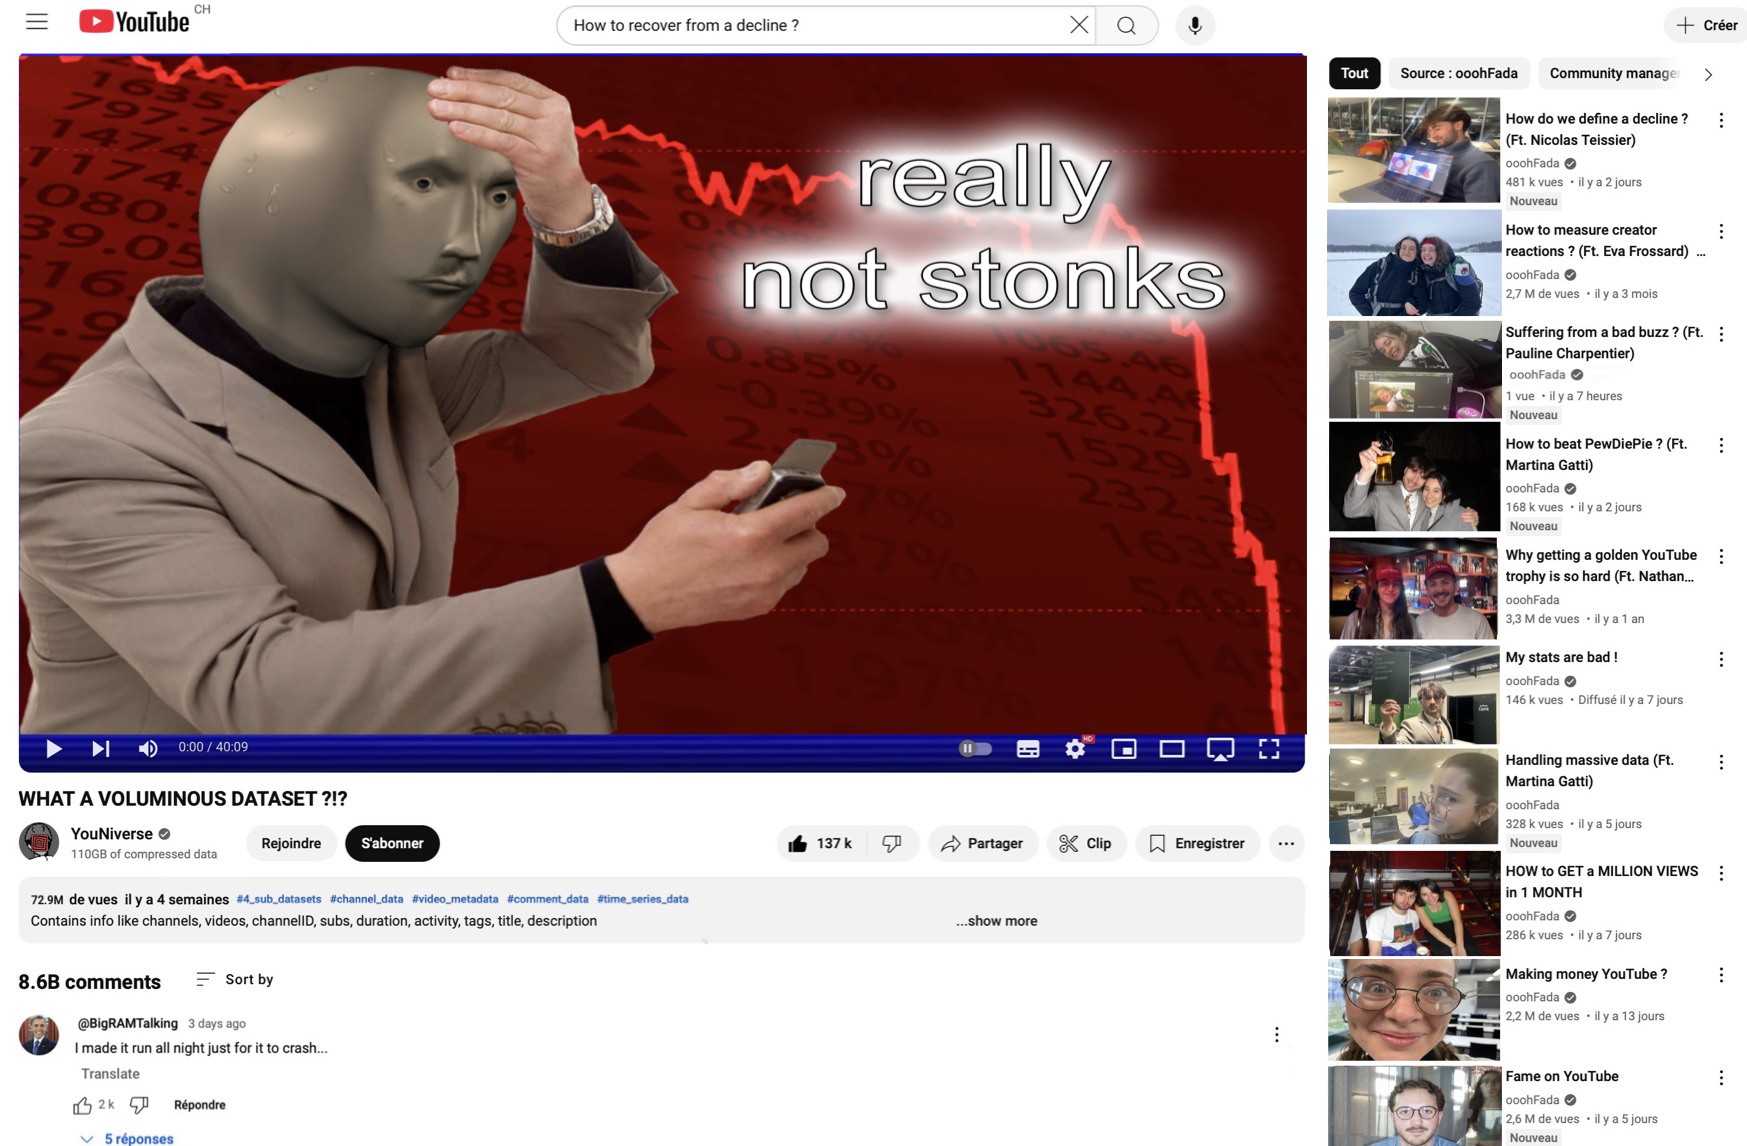 YouTube CH
How to recover from a decline ?
Créer
really
not stonks
0:00 / 40:09
HD
WHAT A VOLUMINOUS DATASET ?!?
YouNiverse
110GB of compressed data
Rejoindre
S'abonner
137 k
Partager
Clip
Enregistrer
72.9M de vues il y a 4 semaines #4_sub_datasets #channel_data #video_metadata #comment_data #time_series_data
Contains info like channels, videos, channelID, subs, duration, activity, tags, title, description
...show more
8.6B comments
Sort by
@BigRAMTalking 3 days ago
I made it run all night just for it to crash...
Translate
2 k
Répondre
5 réponses
Tout
Source : ooohFada
Community manager
How do we define a decline ?
(Ft. Nicolas Teissier)
ooohFada
481 k vues • il y a 2 jours
Nouveau
How to measure creator
reactions ? (Ft. Eva Frossard) ...
ooohFada
2,7 M de vues • il y a 3 mois
Suffering from a bad buzz ? (Ft.
Pauline Charpentier)
ooohFada
1 vue • il y a 7 heures
Nouveau
How to beat PewDiePie ? (Ft.
Martina Gatti)
ooohFada
168 k vues • il y a 2 jours
Nouveau
Why getting a golden YouTube
trophy is so hard (Ft. Nathan...
ooohFada
3,3 M de vues • il y a 1 an
My stats are bad !
ooohFada
146 k vues • Diffusé il y a 7 jours
Handling massive data (Ft.
Martina Gatti)
ooohFada
328 k vues • il y a 5 jours
Nouveau
HOW to GET a MILLION VIEWS
in 1 MONTH
ooohFada
286 k vues • il y a 7 jours
Making money YouTube ?
ooohFada
2,2 M de vues • il y a 13 jours
Fame on YouTube
ooohFada
2,6 M de vues • il y a 5 jours
Nouveau